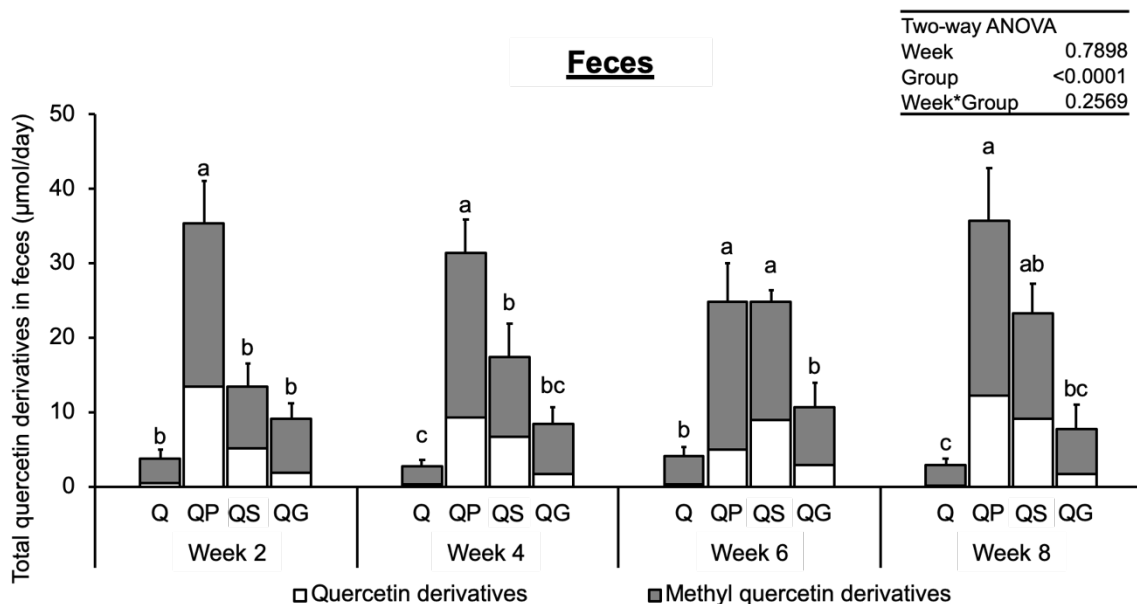 Two-way ANOVA
Week 0.7898
Group <0.0001
Week*Group 0.2569
Feces
Total quercetin derivatives in feces (μmol/day)
50
40
30
20
10
0
b a b b
c a b bc
b a a b
c a ab bc
Q QP QS QG Q QP QS QG Q QP QS QG Q QP QS QG
Week 2 Week 4 Week 6 Week 8
Quercetin derivatives Methyl quercetin derivatives